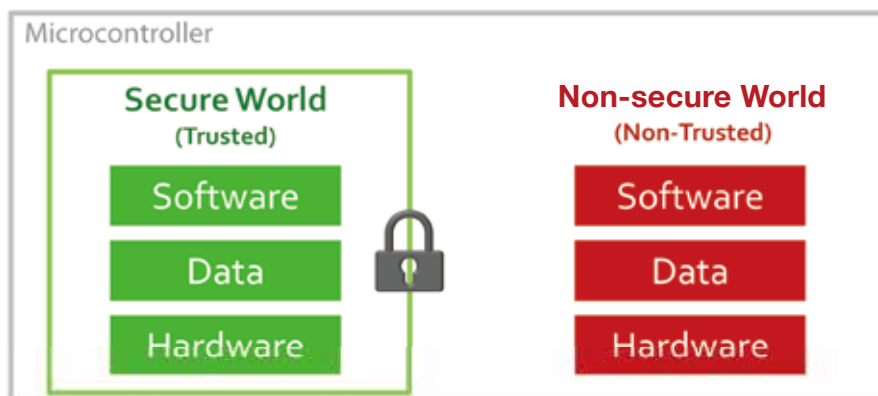 Microcontroller
Secure World
(Trusted)
Software
Data
Hardware
Non-secure World
(Non-Trusted)
Software
Data
Hardware